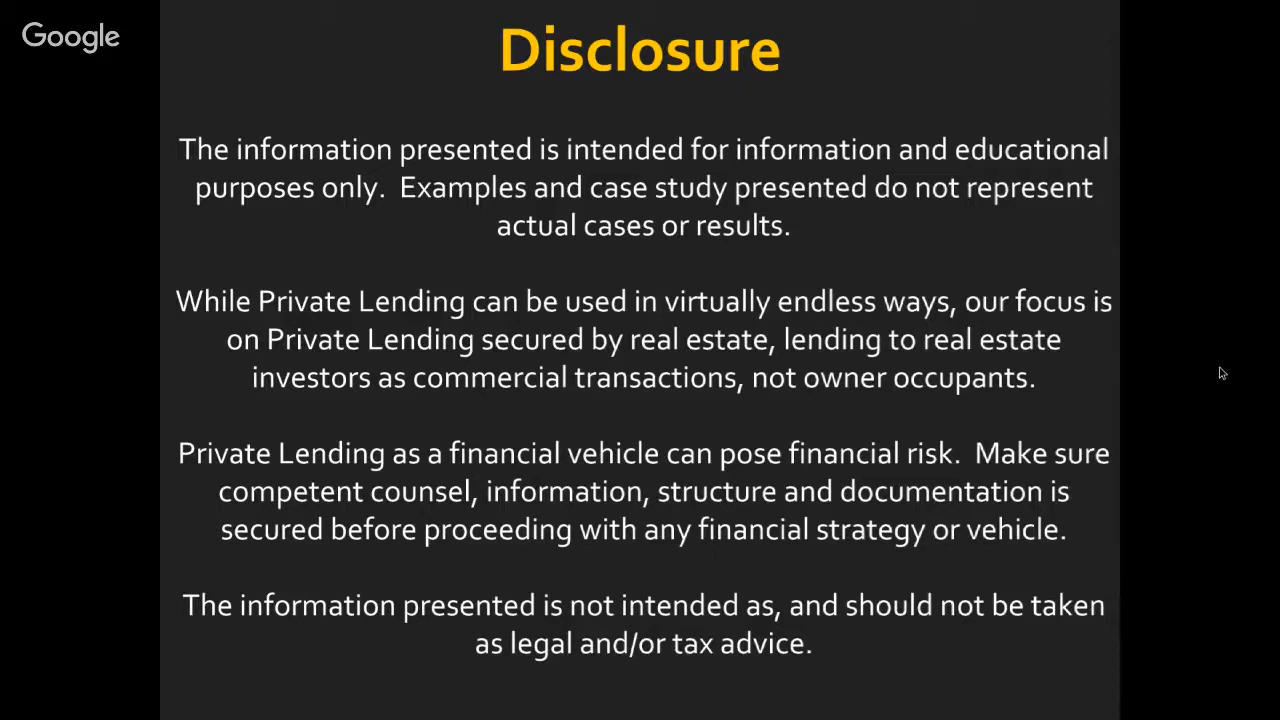 Google
Disclosure
The information presented is intended for information and educational
purposes only.  Examples and case study presented do not represent
actual cases or results.
While Private Lending can be used in virtually endless ways, our focus is
on Private Lending secured by real estate, lending to real estate
investors as commercial transactions, not owner occupants.
Private Lending as a financial vehicle can pose financial risk.  Make sure
competent counsel, information, structure and documentation is
secured before proceeding with any financial strategy or vehicle.
The information presented is not intended as, and should not be taken
as legal and/or tax advice.